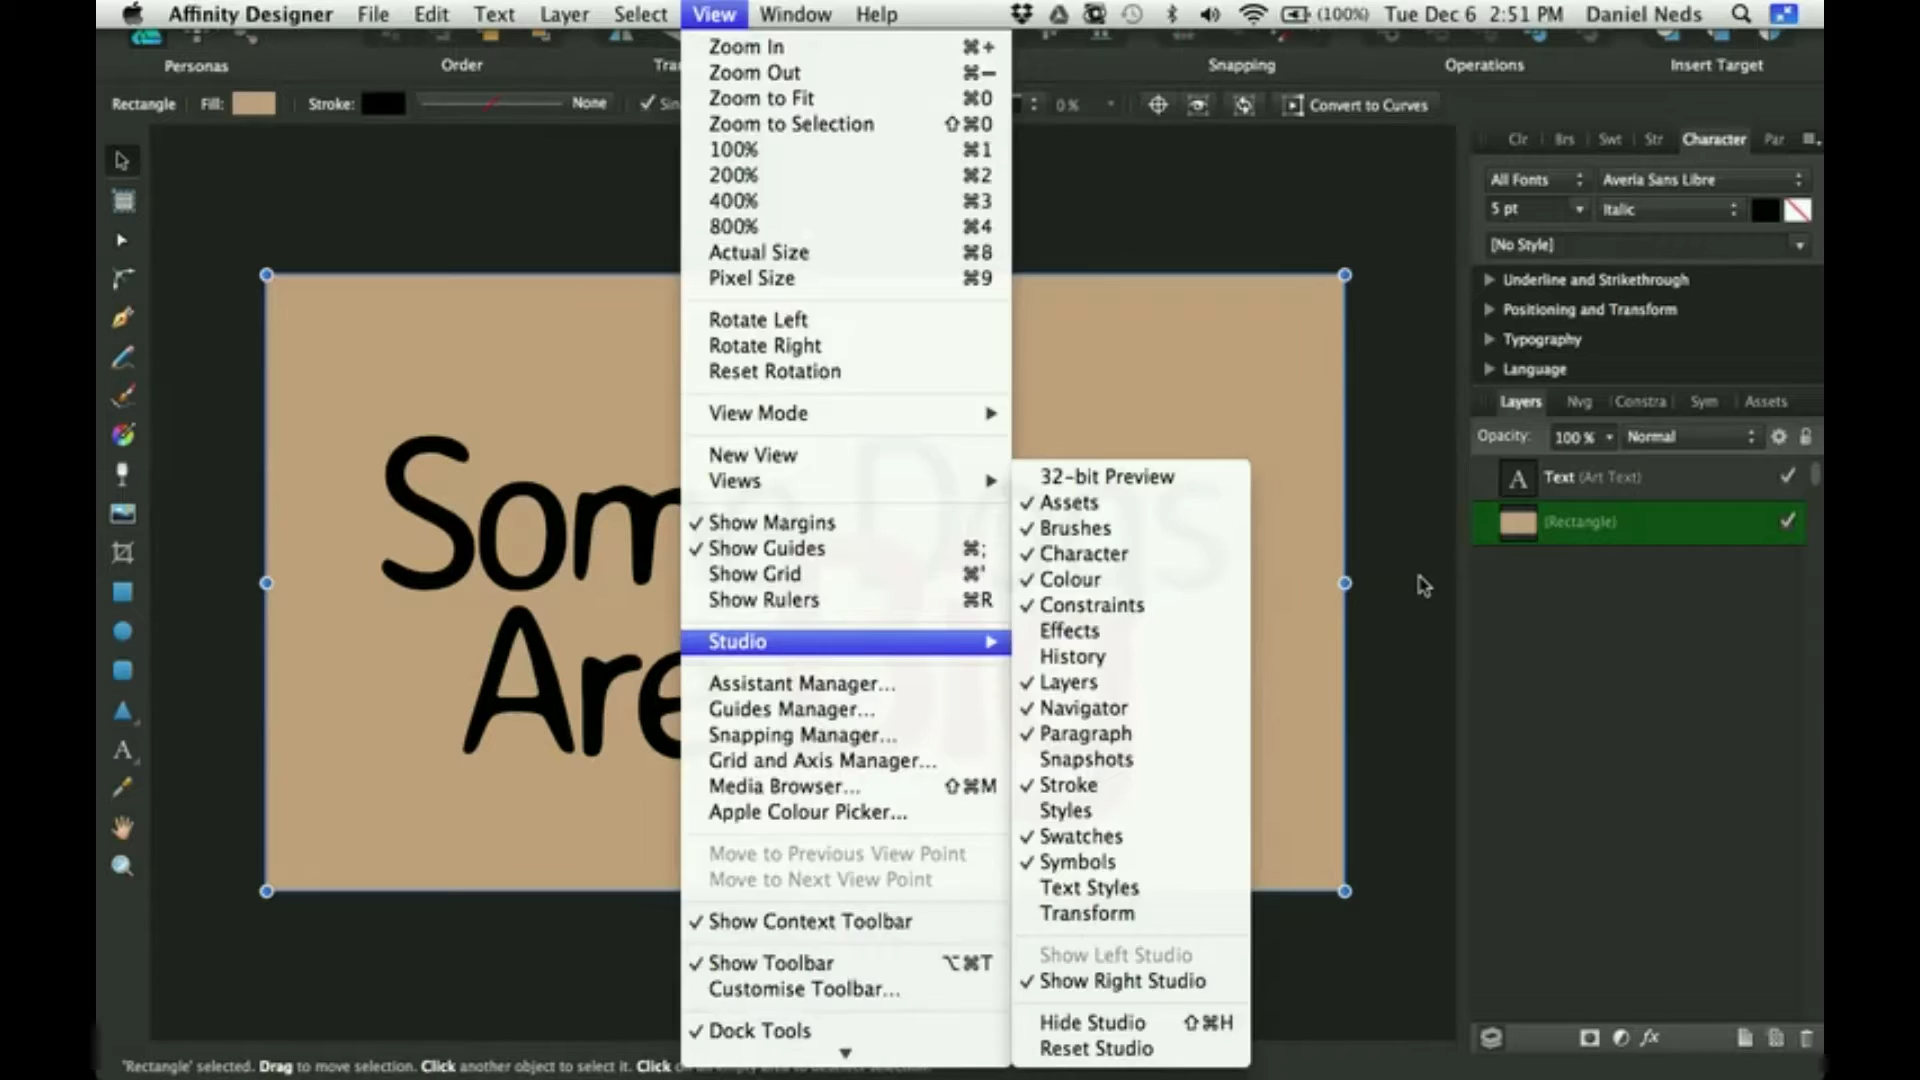 Affinity Designer File Edit Text Layer Select View Window Help (100%) Tue Dec 6 2:51 PM Daniel Neds
Personas Order Snapping Operations Insert Target
Rectangle Fill: Stroke: None 0 % Convert to Curves
Zoom In ⌘+
Zoom Out ⌘−
Zoom to Fit ⌘0
Zoom to Selection ⇧⌘0
100% ⌘1
200% ⌘2
400% ⌘3
800% ⌘4
Actual Size ⌘8
Pixel Size ⌘9
Rotate Left
Rotate Right
Reset Rotation
View Mode
New View
Views
Show Margins
Show Guides ⌘;
Show Grid ⌘'
Show Rulers ⌘R
Studio
Assistant Manager...
Guides Manager...
Snapping Manager...
Grid and Axis Manager...
Media Browser... ⇧⌘M
Apple Colour Picker...
Move to Previous View Point
Move to Next View Point
Show Context Toolbar
Show Toolbar ⌥⌘T
Customise Toolbar...
Dock Tools
32-bit Preview
Assets
Brushes
Character
Colour
Constraints
Effects
History
Layers
Navigator
Paragraph
Snapshots
Stroke
Styles
Swatches
Symbols
Text Styles
Transform
Show Left Studio
Show Right Studio
Hide Studio ⇧⌘H
Reset Studio
Clr Brs Swt Str Character Par
All Fonts Averia Sans Libre
5 pt Italic
[No Style]
Underline and Strikethrough
Positioning and Transform
Typography
Language
Layers Nvg Constra Sym Assets
Opacity: 100 % Normal
A Text (Art Text)
(Rectangle)
Are
'Rectangle' selected. Drag to move selection. Click another object to select it. Click